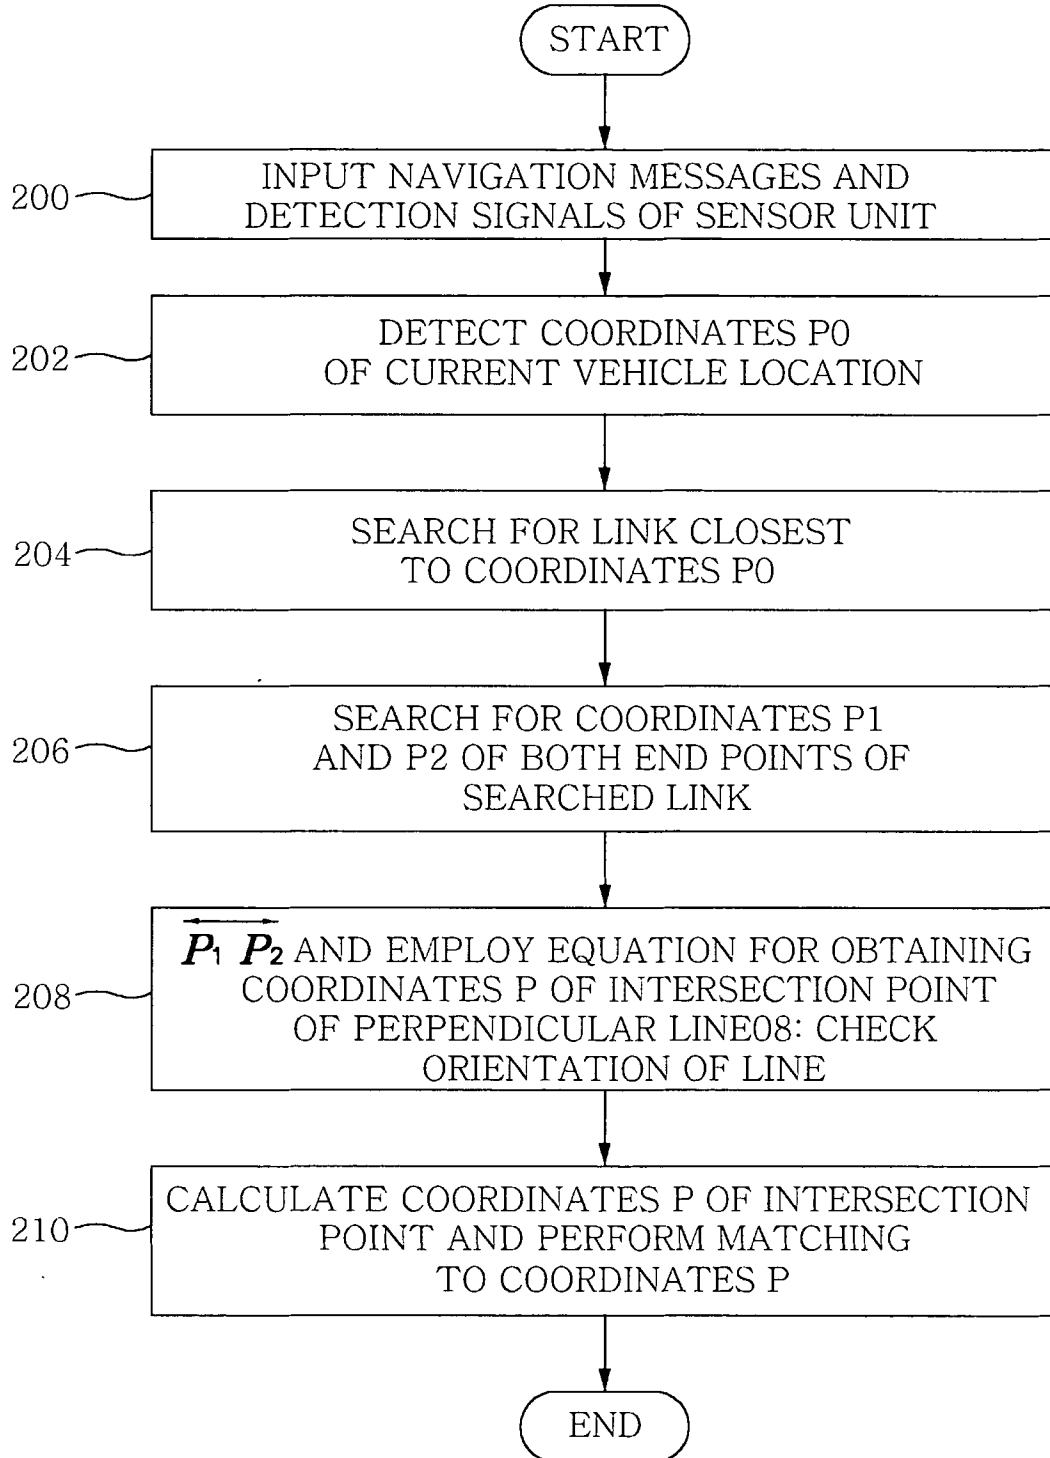 START
200
INPUT NAVIGATION MESSAGES AND
DETECTION SIGNALS OF SENSOR UNIT
202
DETECT COORDINATES P0
OF CURRENT VEHICLE LOCATION
204
SEARCH FOR LINK CLOSEST
TO COORDINATES P0
206
SEARCH FOR COORDINATES P1
AND P2 OF BOTH END POINTS OF
SEARCHED LINK
208
P1 P2 AND EMPLOY EQUATION FOR OBTAINING
COORDINATES P OF INTERSECTION POINT
OF PERPENDICULAR LINE08: CHECK
ORIENTATION OF LINE
210
CALCULATE COORDINATES P OF INTERSECTION
POINT AND PERFORM MATCHING
TO COORDINATES P
END